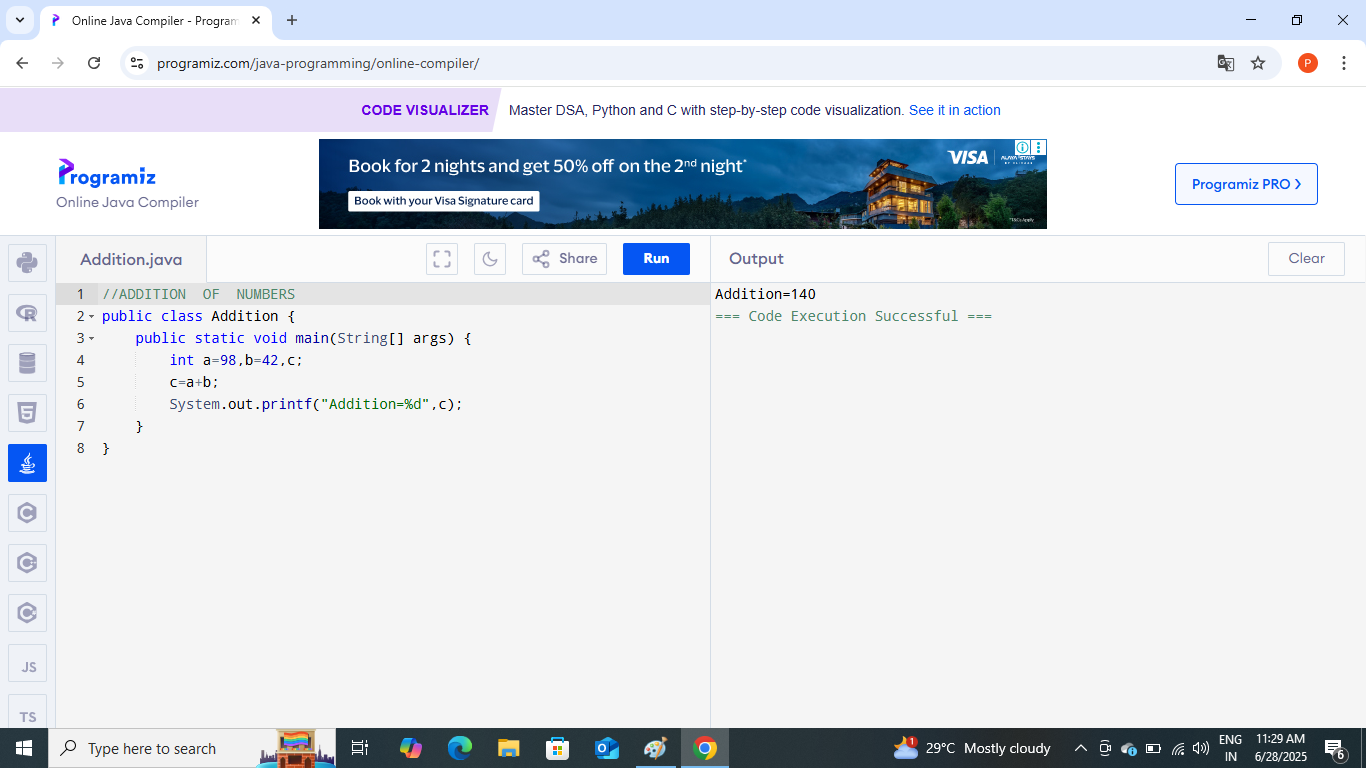 Online Java Compiler - Program
programiz.com/java-programming/online-compiler/
P
CODE VISUALIZER Master DSA, Python and C with step-by-step code visualization. See it in action
Programiz
Online Java Compiler
Book for 2 nights and get 50% off on the 2nd night*
Book with your Visa Signature card
VISA
*T&Cs Apply
Programiz PRO
Addition.java
Share
Run
Output
Clear
1 //ADDITION  OF  NUMBERS
2 public class Addition {
3     public static void main(String[] args) {
4         int a=98,b=42,c;
5         c=a+b;
6         System.out.printf("Addition=%d",c);
7     }
8 }
Addition=140
=== Code Execution Successful ===
JS
TS
Type here to search
1
29°C Mostly cloudy
ENG
IN
11:29 AM
6/28/2025
6